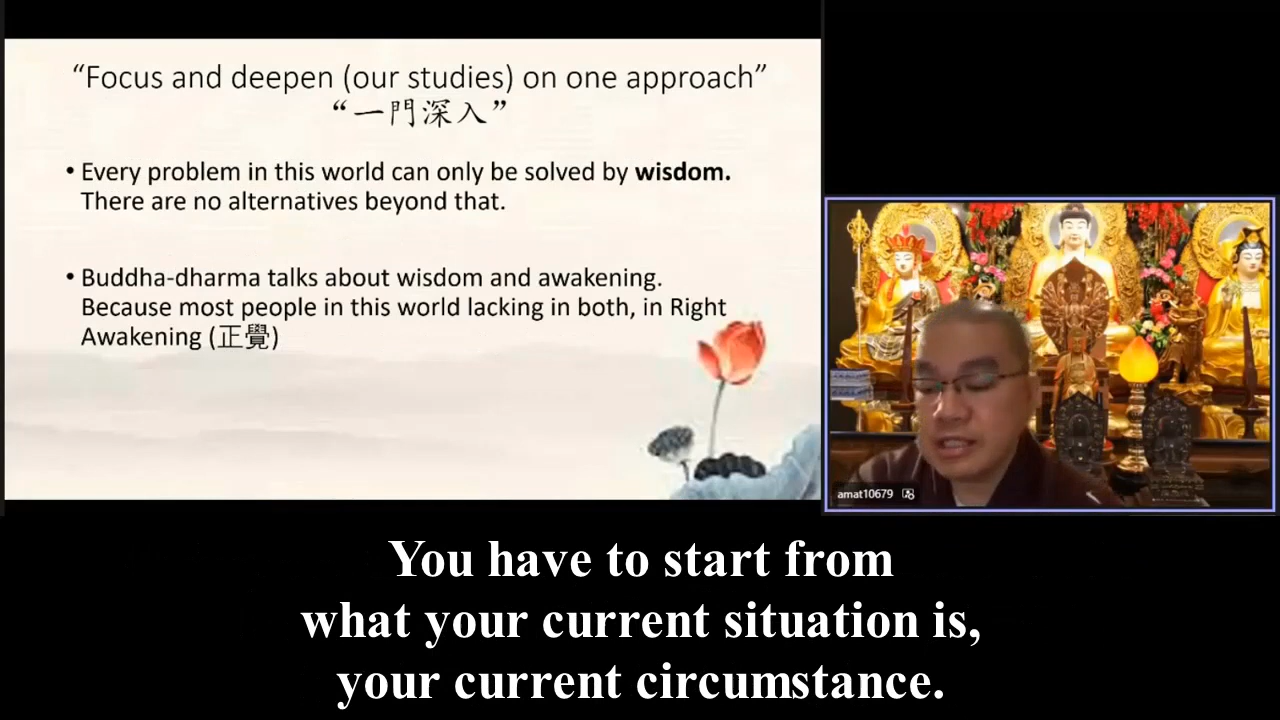 “Focus and deepen (our studies) on one approach”
“一門深入”
• Every problem in this world can only be solved by wisdom.
There are no alternatives beyond that.
• Buddha-dharma talks about wisdom and awakening.
Because most people in this world lacking in both, in Right
Awakening (正覺)
amat10679
You have to start from
what your current situation is,
your current circumstance.